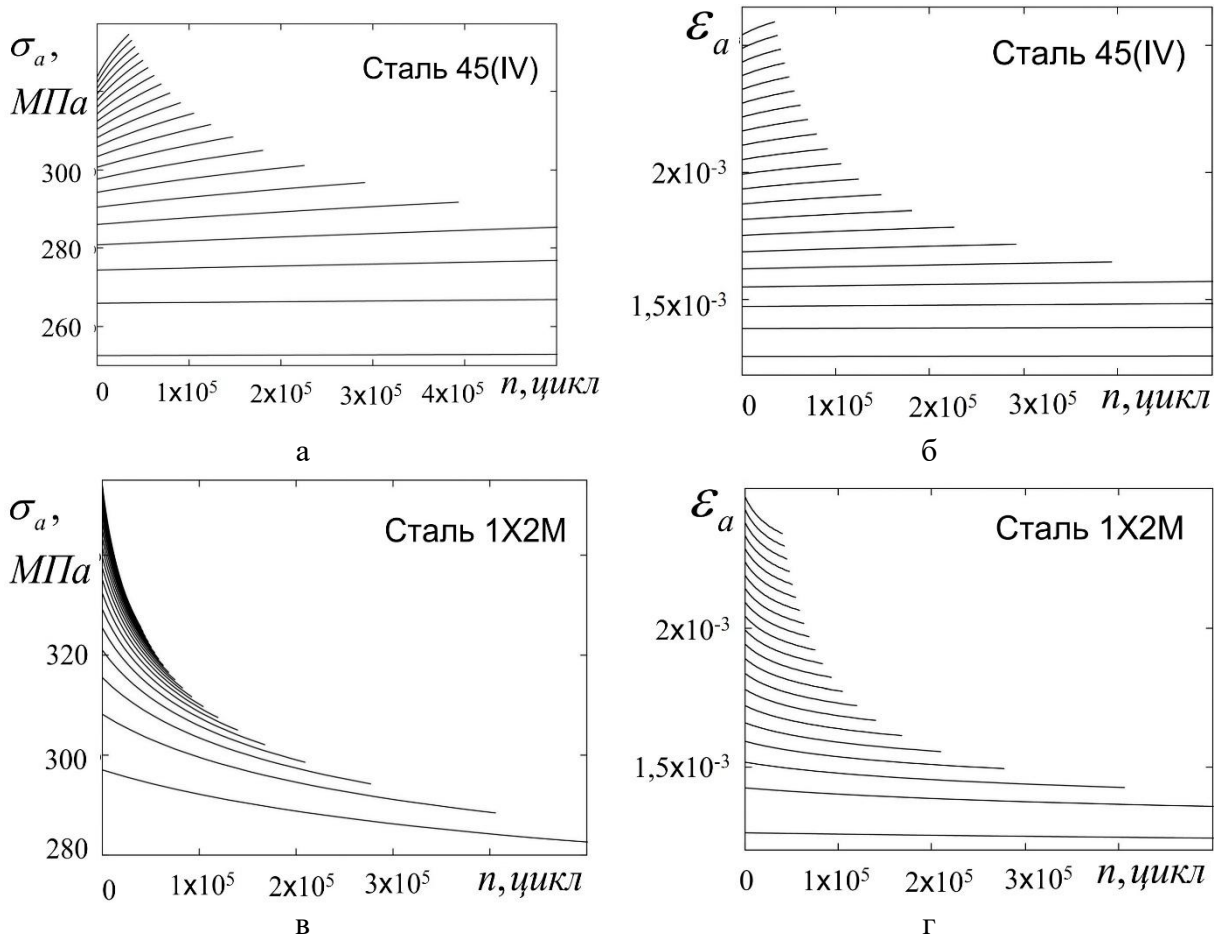 σₐ,
МПа
Сталь 45(IV)
300
280
260
0
1x10⁵
2x10⁵
3x10⁵
4x10⁵
n, цикл
а
εₐ
Сталь 45(IV)
2x10⁻³
1,5x10⁻³
0
1x10⁵
2x10⁵
3x10⁵
n, цикл
б
σₐ,
МПа
Сталь 1Х2М
320
300
280
0
1x10⁵
2x10⁵
3x10⁵
n, цикл
в
εₐ
Сталь 1Х2М
2x10⁻³
1,5x10⁻³
0
1x10⁵
2x10⁵
3x10⁵
n, цикл
г